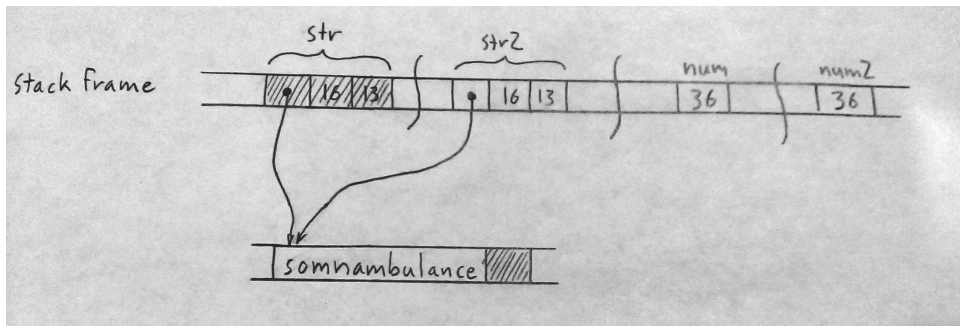 str str2 num num2
stack frame 16 13 16 13 36 36
somnambulance